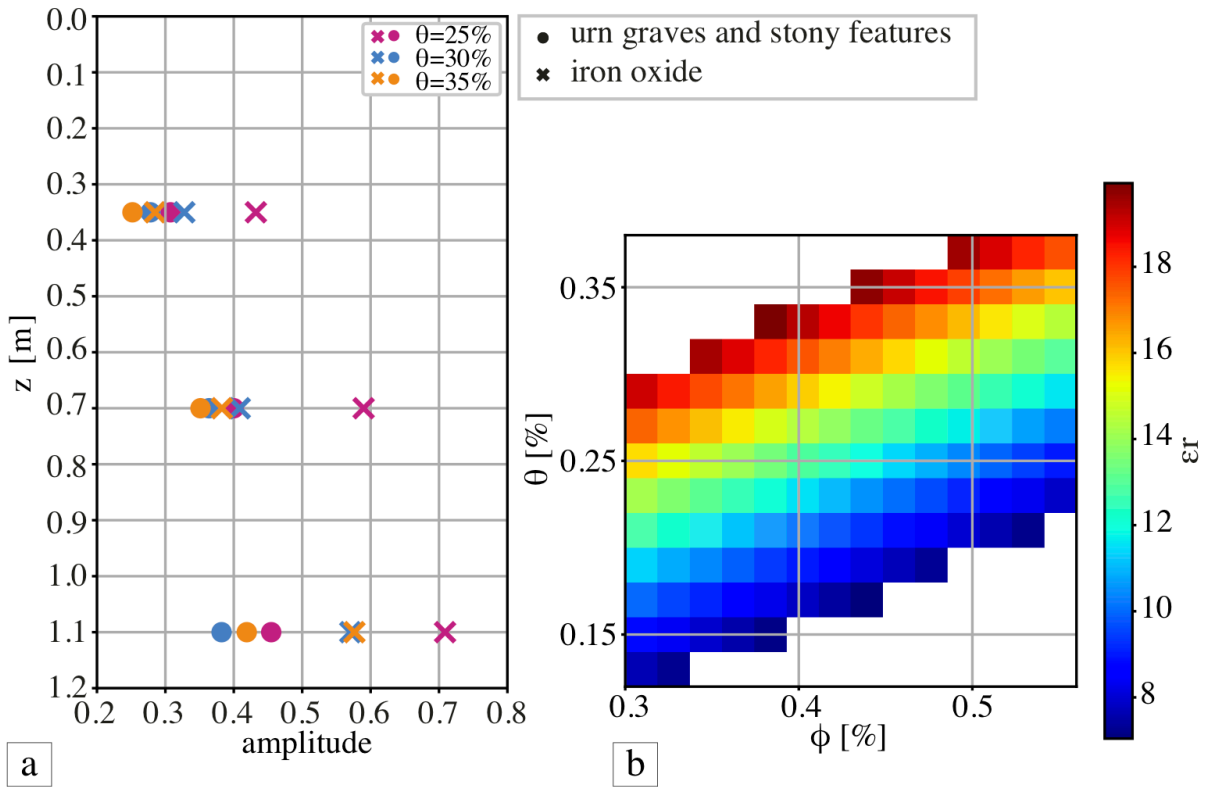 0.0
0.1
0.2
0.3
0.4
0.5
0.6
0.7
0.8
0.9
1.0
1.1
1.2
z [m]
0.2 0.3 0.4 0.5 0.6 0.7 0.8
amplitude
θ=25%
θ=30%
θ=35%
urn graves and stony features
iron oxide
a
0.35
0.25
0.15
θ [%]
0.3 0.4 0.5
ϕ [%]
b
18
16
14
12
10
8
εr